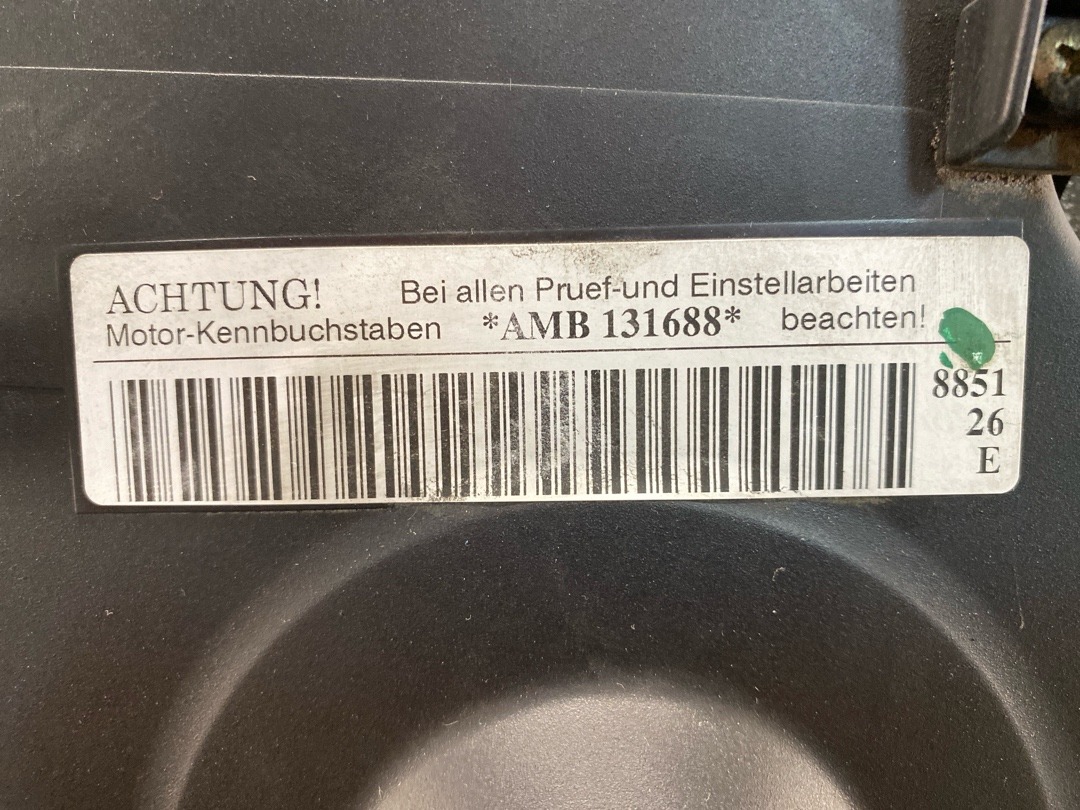 ACHTUNG! Bei allen Pruef-und Einstellarbeiten
Motor-Kennbuchstaben *AMB 131688* beachten!
8851
26
E